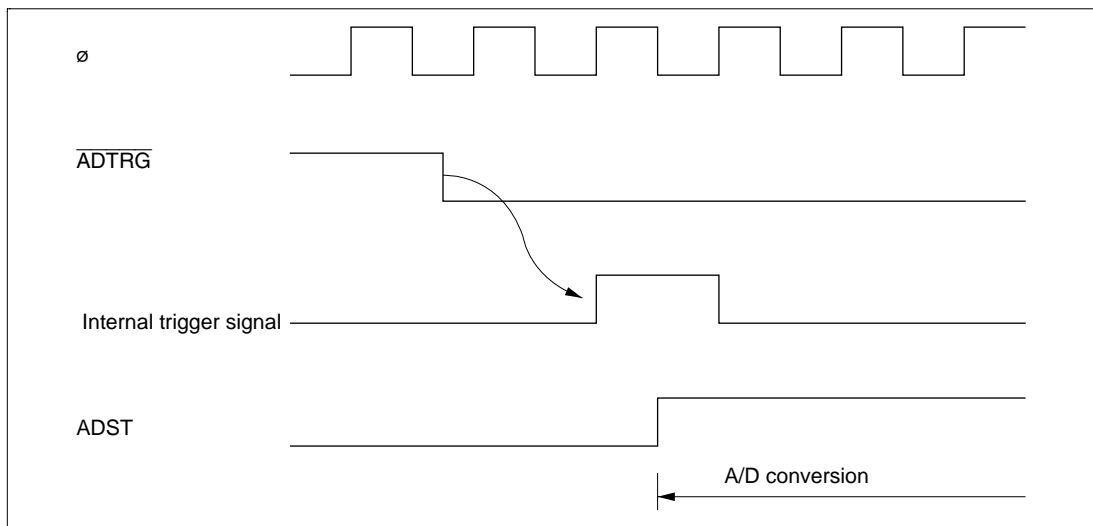 ø
ADTRG
Internal trigger signal
ADST
A/D conversion